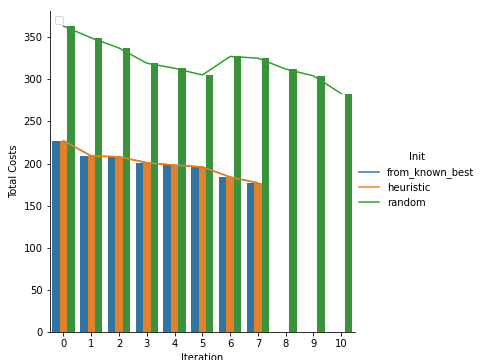 350
300
250
200
150
100
50
0
Total Costs
0 1 2 3 4 5 6 7 8 9 10
Iteration
Init
from_known_best
heuristic
random